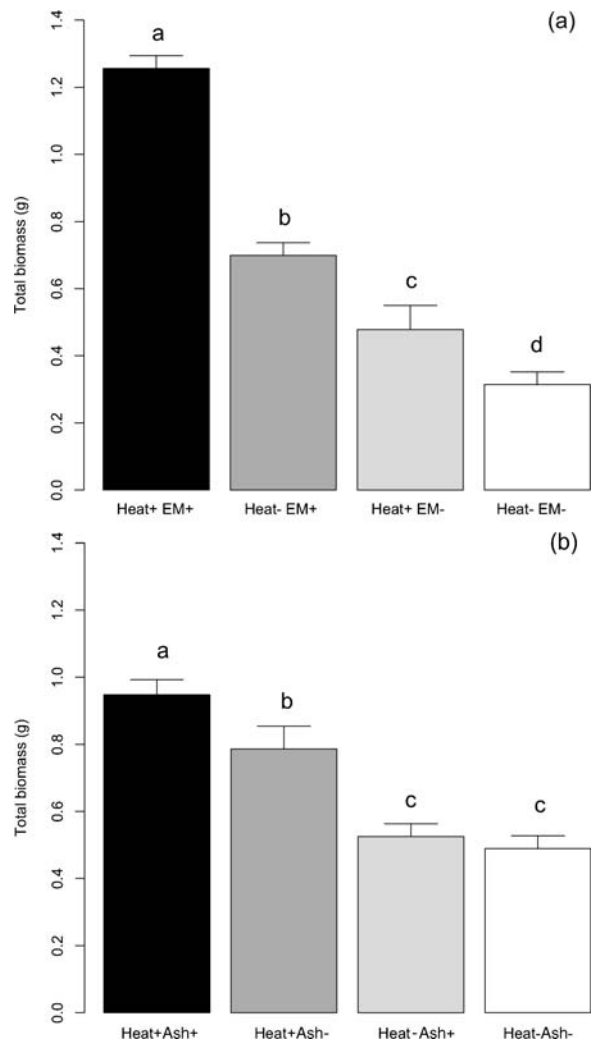 (a)
1.4
1.2
1.0
0.8
0.6
0.4
0.2
0.0
Total biomass (g)
a
b
c
d
Heat+ EM+ Heat- EM+ Heat+ EM- Heat- EM-
(b)
1.4
1.2
1.0
0.8
0.6
0.4
0.2
0.0
Total biomass (g)
a
b
c
c
Heat+Ash+ Heat+Ash- Heat-Ash+ Heat-Ash-